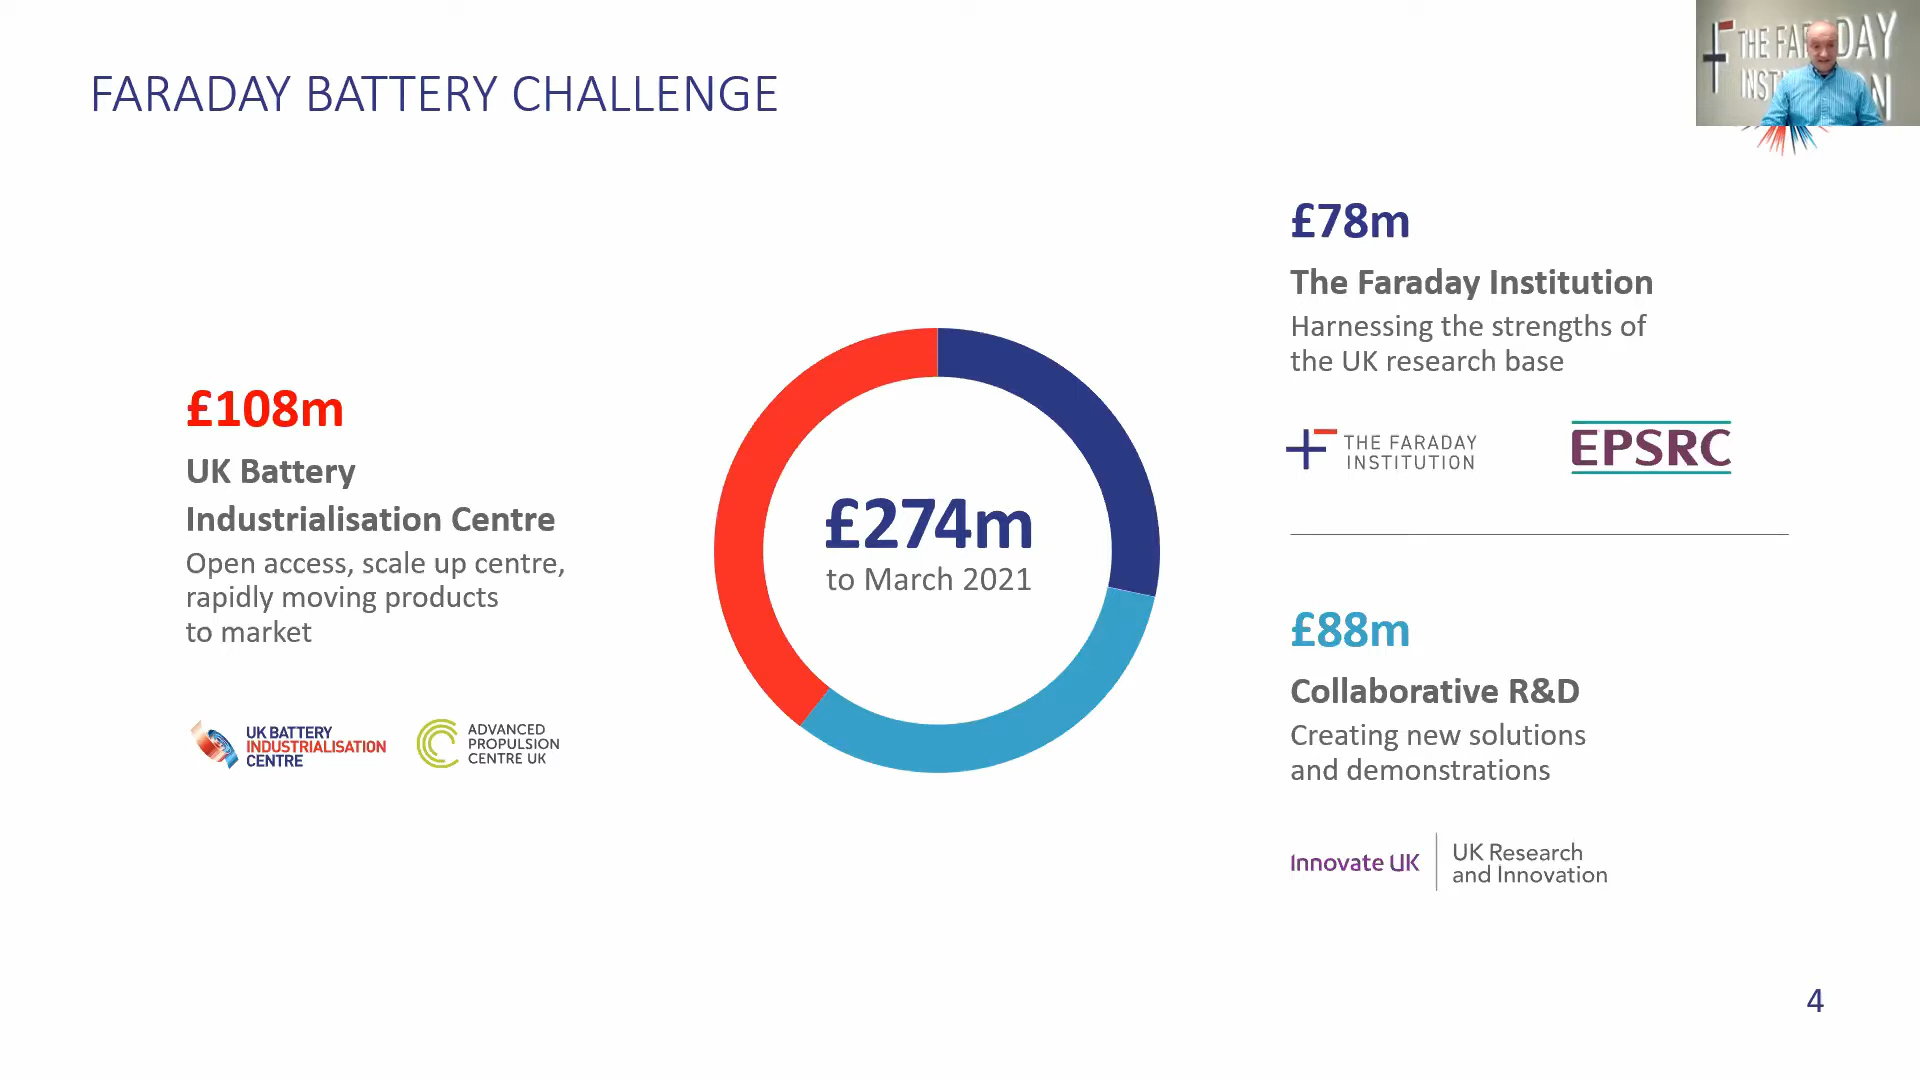 FARADAY BATTERY CHALLENGE
£108m
UK Battery
Industrialisation Centre
Open access, scale up centre,
rapidly moving products
to market
UK BATTERY
INDUSTRIALISATION
CENTRE
ADVANCED
PROPULSION
CENTRE UK
£274m
to March 2021
£78m
The Faraday Institution
Harnessing the strengths of
the UK research base
THE FARADAY
INSTITUTION
EPSRC
£88m
Collaborative R&D
Creating new solutions
and demonstrations
Innovate UK
UK Research
and Innovation
4